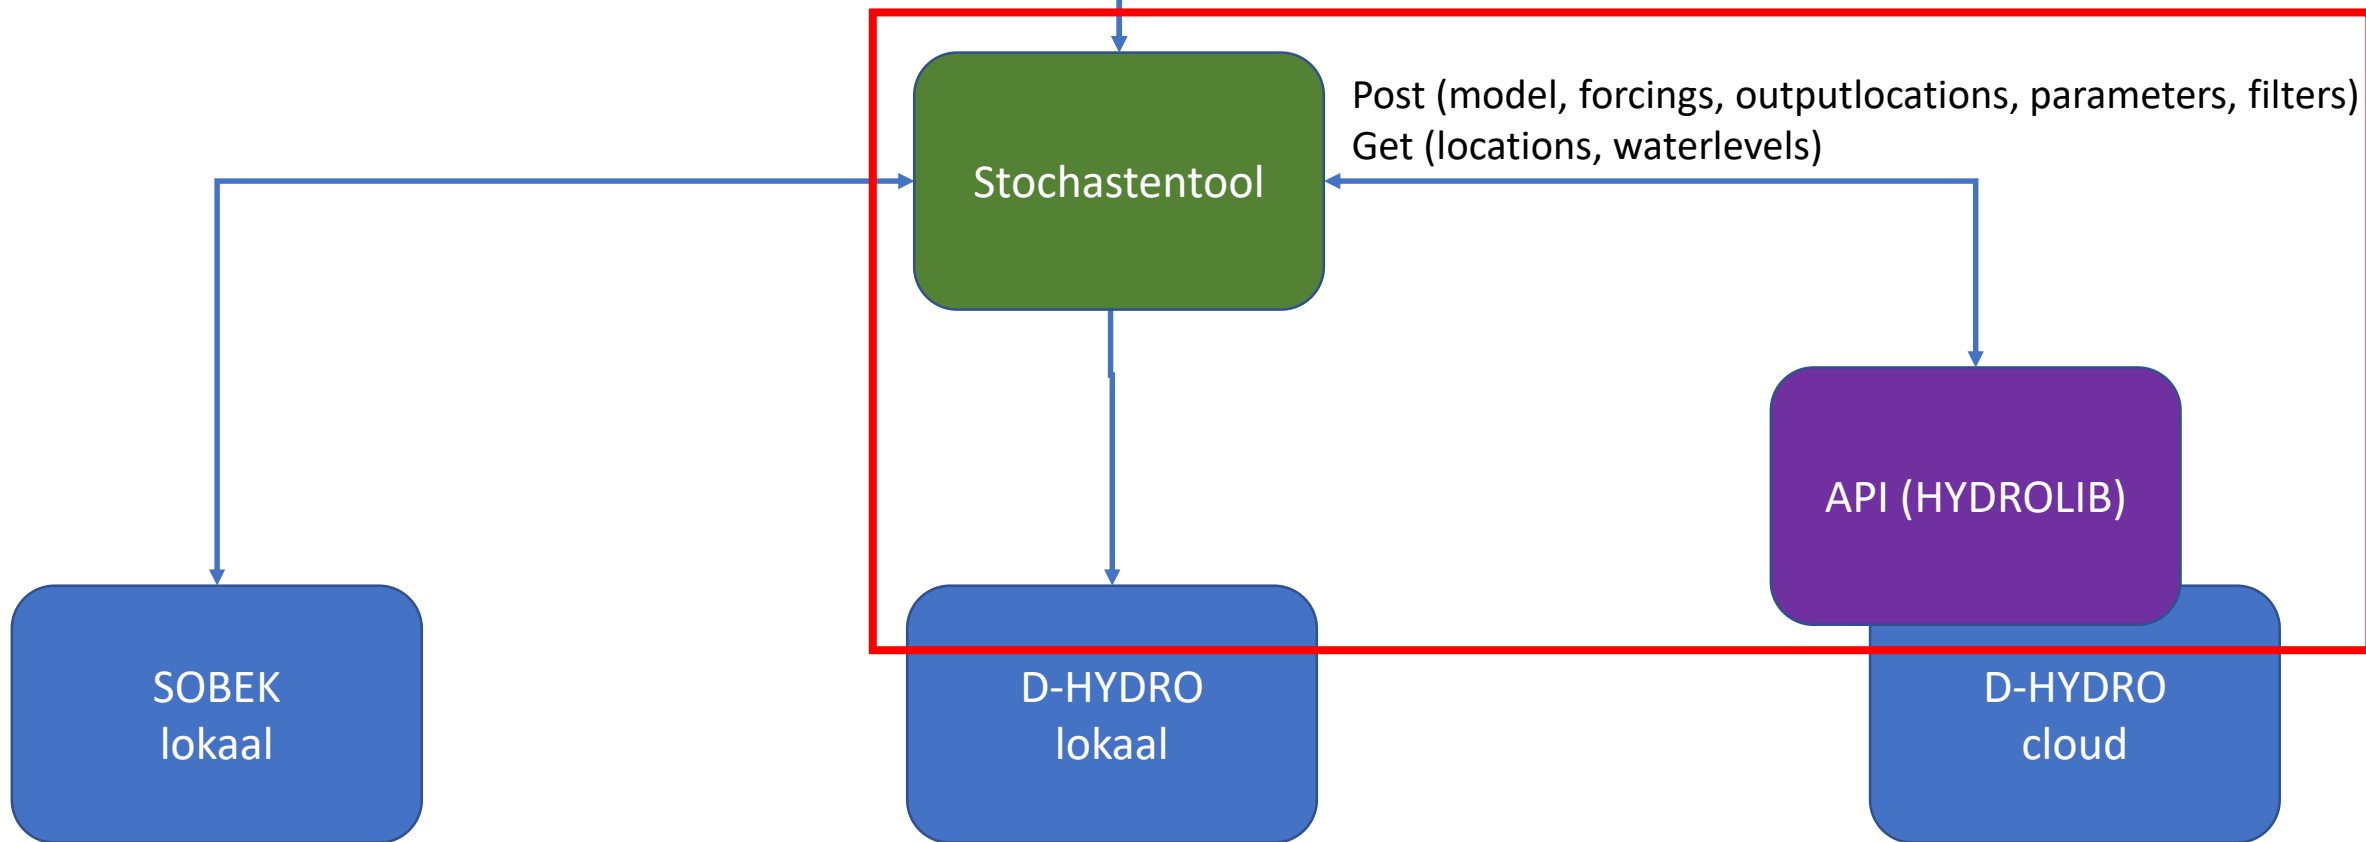 Post (model, forcings, outputlocations, parameters, filters)
Get (locations, waterlevels)
Stochastentool
API (HYDROLIB)
SOBEK
lokaal
D-HYDRO
lokaal
D-HYDRO
cloud